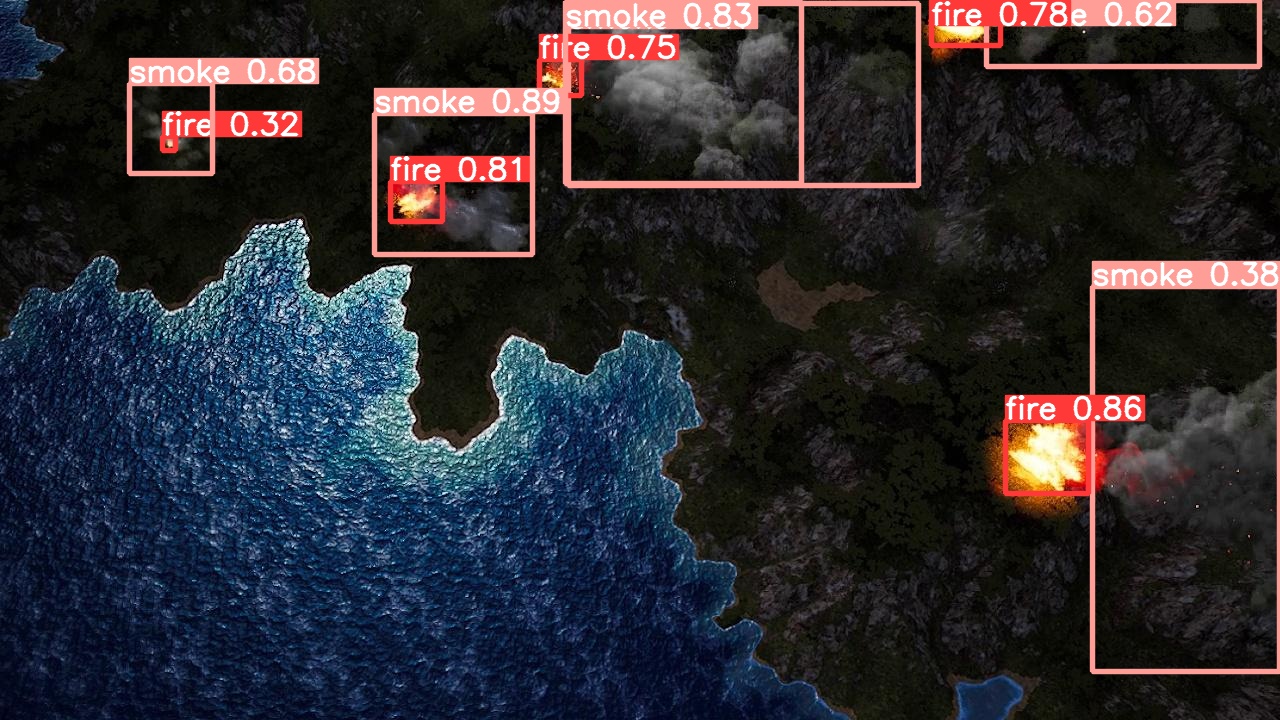 smoke 0.83
fire 0.78e 0.62
fire 0.75
smoke 0.68
smoke 0.89
fire 0.32
fire 0.81
smoke 0.38
fire 0.86